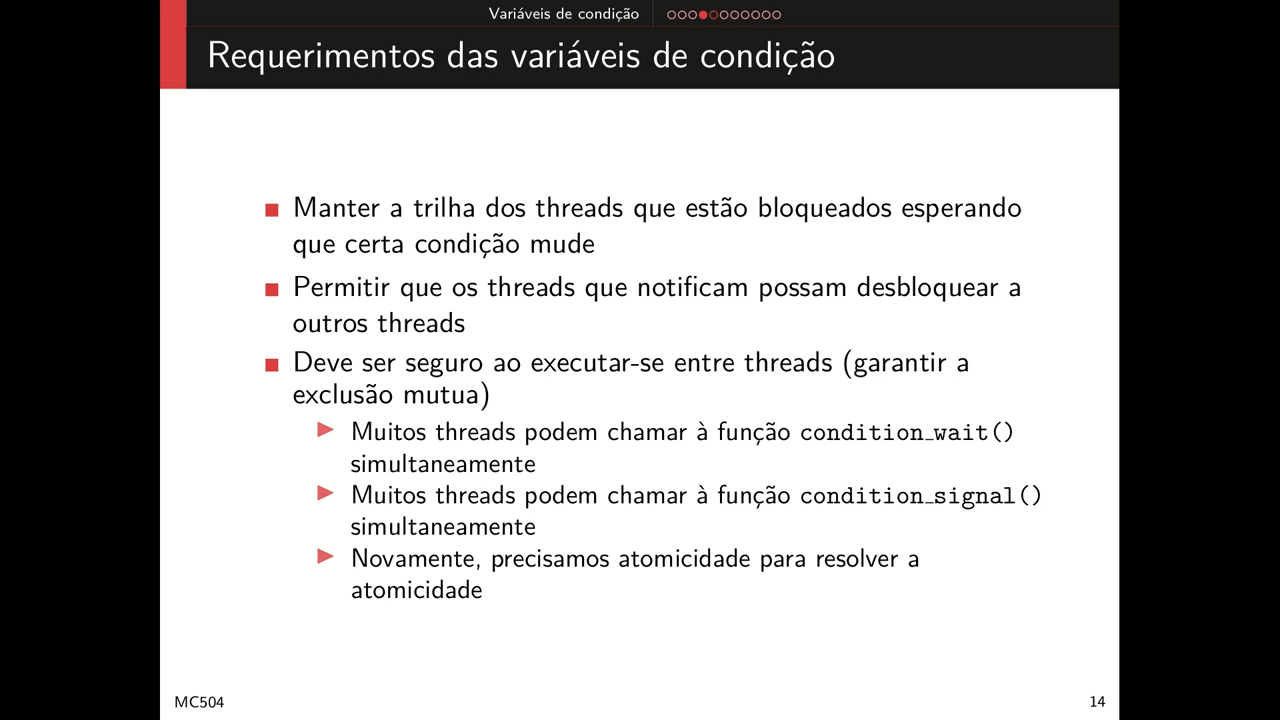 Variáveis de condição
Requerimentos das variáveis de condição
Manter a trilha dos threads que estão bloqueados esperando
que certa condição mude
Permitir que os threads que notificam possam desbloquear a
outros threads
Deve ser seguro ao executar-se entre threads (garantir a
exclusão mutua)
Muitos threads podem chamar à função condition_wait()
simultaneamente
Muitos threads podem chamar à função condition_signal()
simultaneamente
Novamente, precisamos atomicidade para resolver a
atomicidade
MC504
14